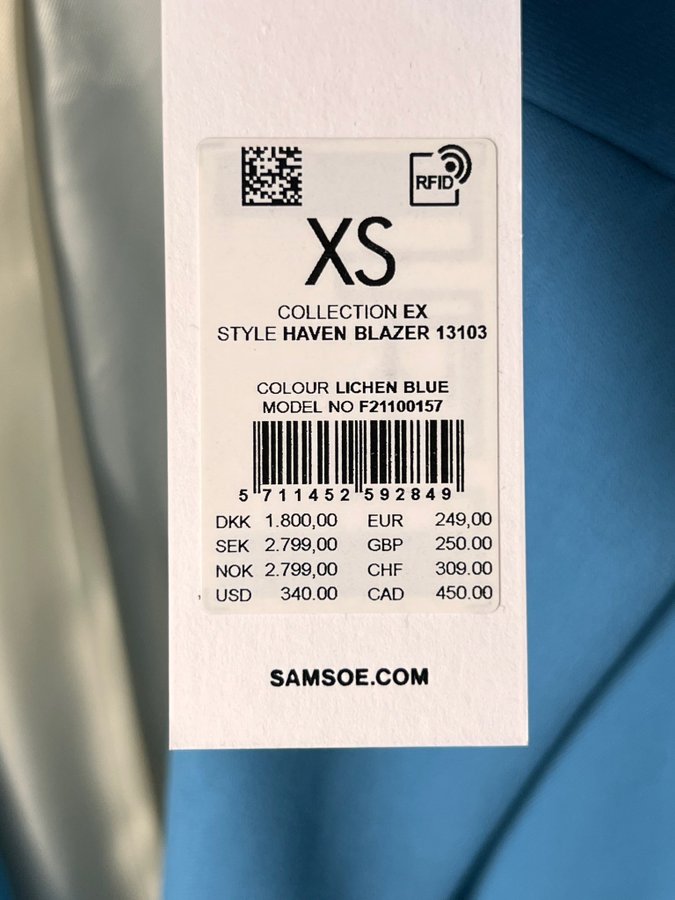 RFID
XS
COLLECTION EX
STYLE HAVEN BLAZER 13103
COLOUR LICHEN BLUE
MODEL NO F21100157
5 711452 592849
DKK 1.800,00 EUR 249,00
SEK 2.799,00 GBP 250.00
NOK 2.799,00 CHF 309.00
USD 340.00 CAD 450.00
SAMSOE.COM